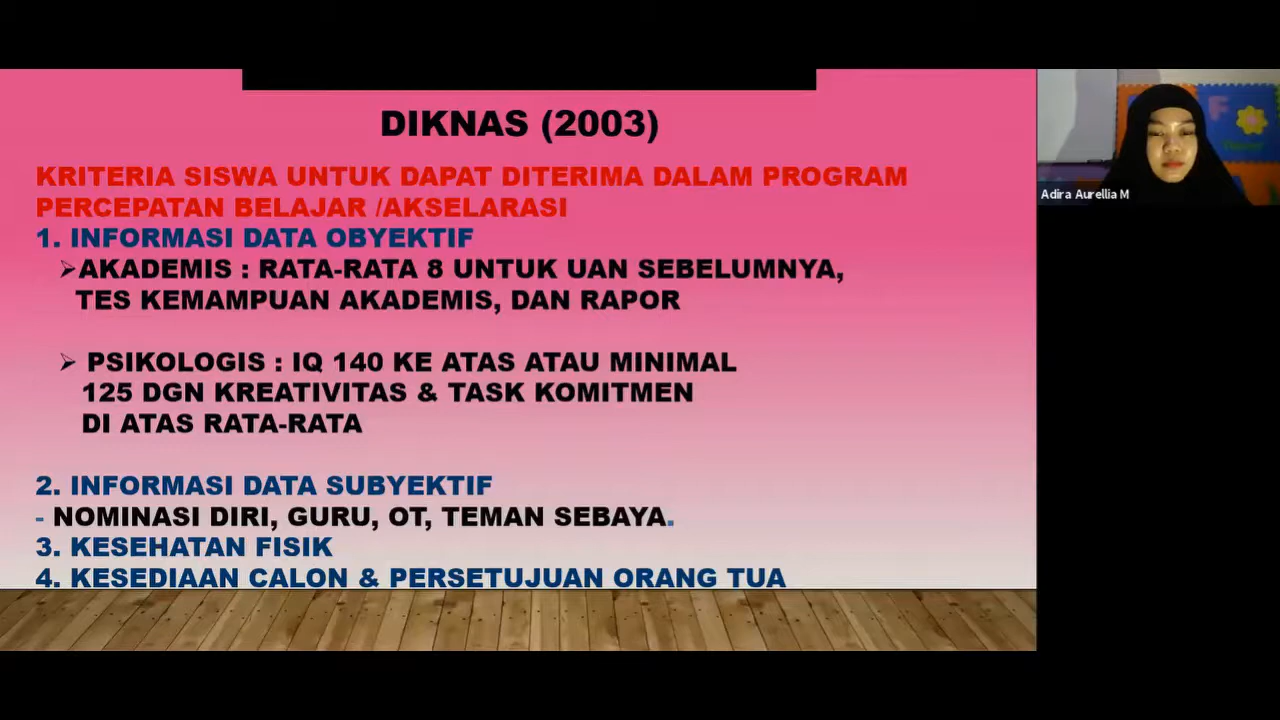 DIKNAS (2003)
KRITERIA SISWA UNTUK DAPAT DITERIMA DALAM PROGRAM
PERCEPATAN BELAJAR /AKSELARASI
1. INFORMASI DATA OBYEKTIF
➢AKADEMIS : RATA-RATA 8 UNTUK UAN SEBELUMNYA,
TES KEMAMPUAN AKADEMIS, DAN RAPOR
➢ PSIKOLOGIS : IQ 140 KE ATAS ATAU MINIMAL
125 DGN KREATIVITAS & TASK KOMITMEN
DI ATAS RATA-RATA
2. INFORMASI DATA SUBYEKTIF
- NOMINASI DIRI, GURU, OT, TEMAN SEBAYA.
3. KESEHATAN FISIK
4. KESEDIAAN CALON & PERSETUJUAN ORANG TUA
Adira Aurellia M